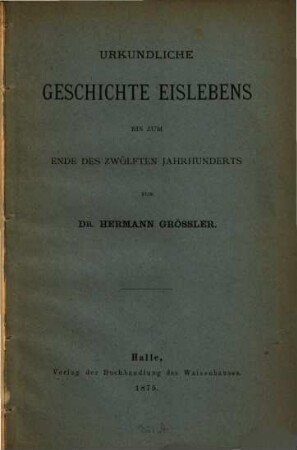 URKUNDLICHE
GESCHICHTE EISLEBENS
BIS ZUM
ENDE DES ZWÖLFTEN JAHRHUNDERTS
VON
DR. HERMANN GRÖSSLER.
Halle,
Verlag der Buchhandlung des Waisenhauses.
1875.